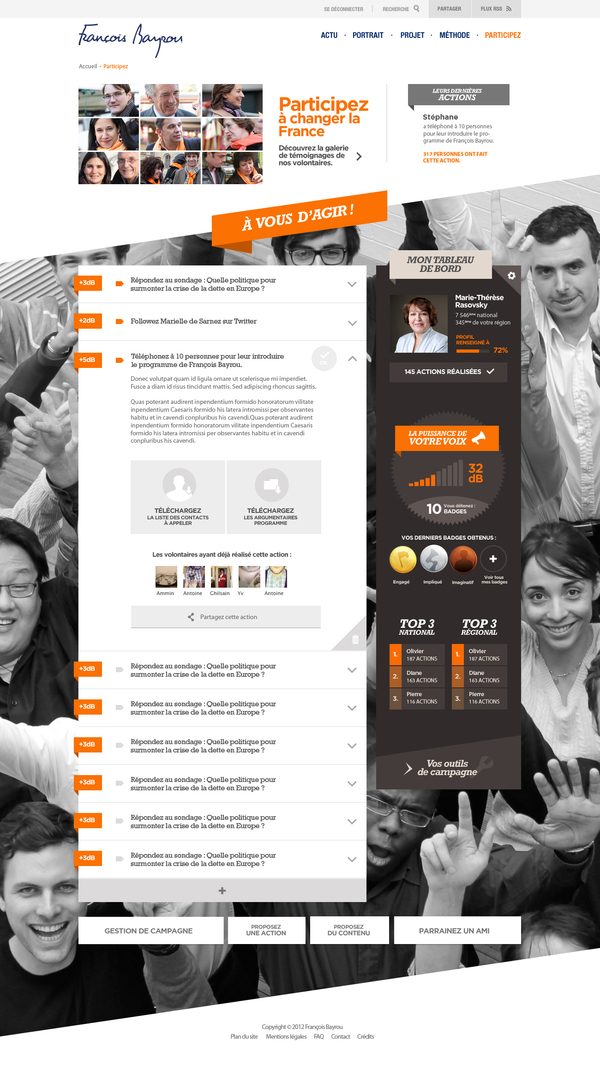 SE DÉCONNECTER
RECHERCHE
PARTAGER
FLUX RSS
François Bayrou
ACTU • PORTRAIT • PROJET • MÉTHODE • PARTICIPEZ
Accueil • Participez
Participez
à changer la
France
Découvrez la galerie
de témoignages de
nos volontaires.
LEURS DERNIÈRES
ACTIONS
Stéphane
a téléphoné à 10 personnes
pour leur introduire le pro-
gramme de François Bayrou.
317 PERSONNES ONT FAIT
CETTE ACTION.
À VOUS D'AGIR !
+3dB
Répondez au sondage : Quelle politique pour
surmonter la crise de la dette en Europe ?
+2dB
Followez Marielle de Sarnez sur Twitter
+5dB
Téléphonez à 10 personnes pour leur introduire
le programme de François Bayrou.
Donec volutpat quam id ligula ornare ut scelerisque mi imperdiet.
Fusce a diam id risus tincidunt mattis. Sed adipiscing rhoncus sagittis.
Quas poterant audirent inpendentium formido honoratorum vilitate
inpendentium Caesaris formido his latera intromissi per observantes
habitu et in cavendi conpluribus his cavendi.Quas poterant audirent
inpendentium formido honoratorum vilitate inpendentium Caesaris
formido his latera intromissi per observantes habitu et in cavendi
conpluribus his cavendi.
TÉLÉCHARGEZ
LA LISTE DES CONTACTS
À APPELER
TÉLÉCHARGEZ
LES ARGUMENTAIRES
PROGRAMME
Les volontaires ayant déjà réalisé cette action :
Ammin
Antoine
Ghilsain
Yv
Antoine
Partagez cette action
+3dB
Répondez au sondage : Quelle politique pour
surmonter la crise de la dette en Europe ?
+3dB
Répondez au sondage : Quelle politique pour
surmonter la crise de la dette en Europe ?
+3dB
Répondez au sondage : Quelle politique pour
surmonter la crise de la dette en Europe ?
+3dB
Répondez au sondage : Quelle politique pour
surmonter la crise de la dette en Europe ?
+3dB
Répondez au sondage : Quelle politique pour
surmonter la crise de la dette en Europe ?
+3dB
Répondez au sondage : Quelle politique pour
surmonter la crise de la dette en Europe ?
+
MON TABLEAU
DE BORD
Marie-Thérèse
Rasovsky
7 546ème national
345ème de votre région
PROFIL
RENSEIGNÉ À
72%
145 ACTIONS RÉALISÉES
LA PUISSANCE DE
VOTRE VOIX
32
dB
10
Vous détenez :
BADGES
VOS DERNIERS BADGES OBTENUS :
Engagé
Impliqué
Imaginatif
Voir tous
mes badges
TOP 3
NATIONAL
1. Olivier
187 ACTIONS
2. Diane
163 ACTIONS
3. Pierre
116 ACTIONS
TOP 3
RÉGIONAL
1. Olivier
187 ACTIONS
2. Diane
163 ACTIONS
3. Pierre
116 ACTIONS
Vos outils
de campagne
GESTION DE CAMPAGNE
PROPOSEZ
UNE ACTION
PROPOSEZ
DU CONTENU
PARRAINEZ UN AMI
Copyright © 2012 François Bayrou
Plan du site
Mentions légales
FAQ
Contact
Crédits